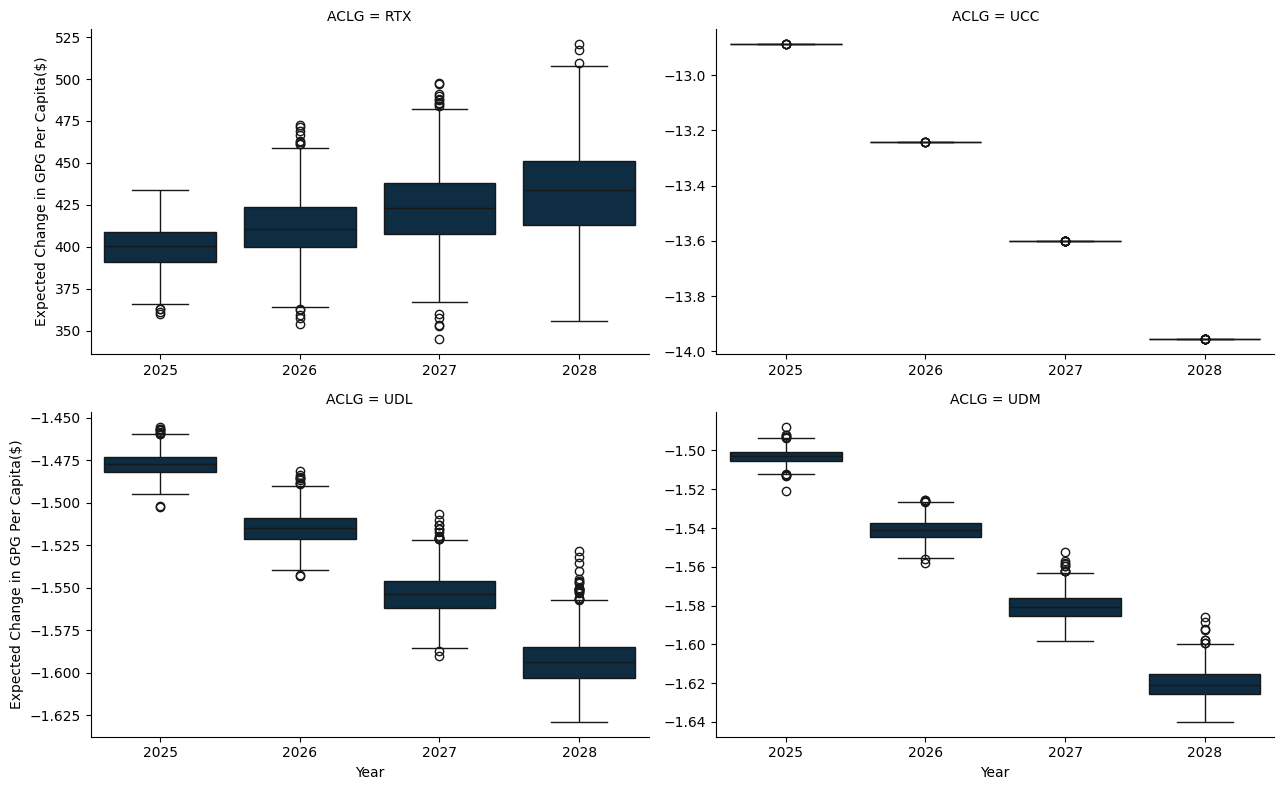 ACLG = RTX
Expected Change in GPG Per Capita($)
525
500
475
450
425
400
375
350
2025 2026 2027 2028
ACLG = UCC
−13.0
−13.2
−13.4
−13.6
−13.8
−14.0
2025 2026 2027 2028
ACLG = UDL
Expected Change in GPG Per Capita($)
−1.450
−1.475
−1.500
−1.525
−1.550
−1.575
−1.600
−1.625
2025 2026 2027 2028
Year
ACLG = UDM
−1.50
−1.52
−1.54
−1.56
−1.58
−1.60
−1.62
−1.64
2025 2026 2027 2028
Year